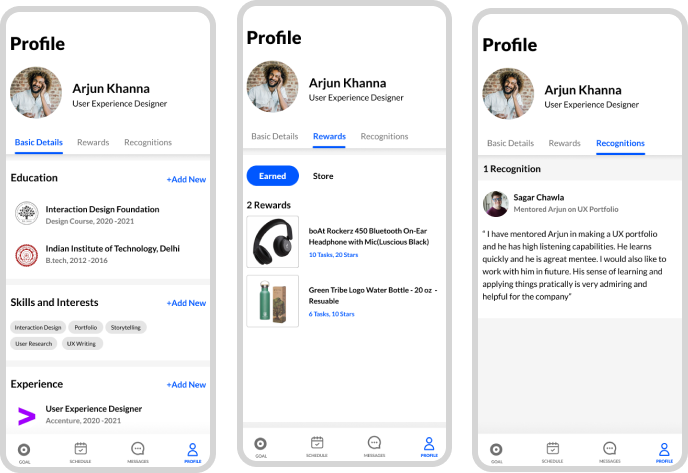 Profile
Arjun Khanna
User Experience Designer
Basic Details Rewards Recognitions
Education +Add New
Interaction Design Foundation
Design Course, 2020 -2021
Indian Institute of Technology, Delhi
B.tech, 2012 -2016
Skills and Interests +Add New
Interaction Design Portfolio Storytelling
User Research UX Writing
Experience +Add New
User Experience Designer
Accenture, 2020 -2021
GOAL SCHEDULE MESSAGES PROFILE
Profile
Arjun Khanna
User Experience Designer
Basic Details Rewards Recognitions
Earned Store
2 Rewards
boAt Rockerz 450 Bluetooth On-Ear
Headphone with Mic(Luscious Black)
10 Tasks, 20 Stars
Green Tribe Logo Water Bottle - 20 oz -
Resuable
6 Tasks, 10 Stars
GOAL SCHEDULE MESSAGES PROFILE
Profile
Arjun Khanna
User Experience Designer
Basic Details Rewards Recognitions
1 Recognition
Sagar Chawla
Mentored Arjun on UX Portfolio
“ I have mentored Arjun in making a UX portfolio
and he has high listening capabilities. He learns
quickly and he is agreat mentee. I would also like to
work with him in fiuture. His sense of learning and
applying things pratically is very admiring and
helpful for the company”
GOAL SCHEDULE MESSAGES PROFILE